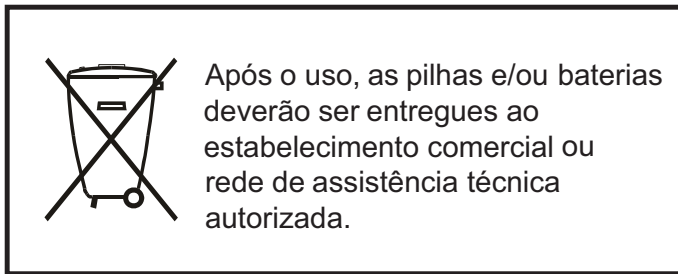 Após o uso, as pilhas e/ou baterias
deverão ser entregues ao
estabelecimento comercial ou
rede de assistência técnica
autorizada.